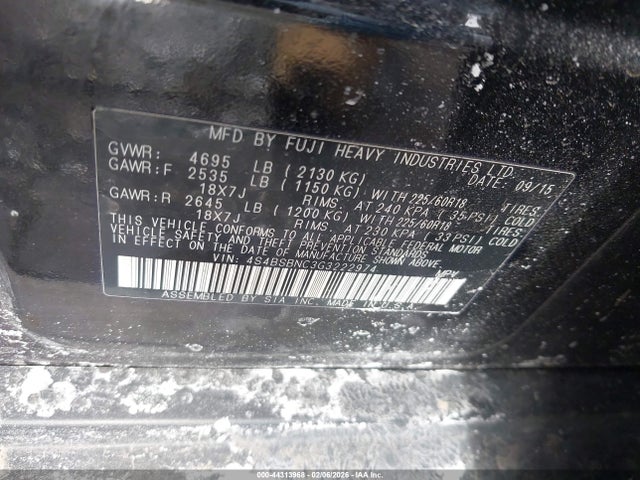 MFD BY FUJI HEAVY INDUSTRIES LTD.
GVWR: 4695 LB (2130 KG) DATE: 09/15
GAWR:F 2535 LB (1150 KG) WITH 225/60R18 TIRES,
18X7J RIMS, AT 240 KPA (35 PSI) COLD
GAWR:R 2645 LB (1200 KG) WITH 225/60R18 TIRES,
18X7J RIMS, AT 230 KPA (33 PSI) COLD
THIS VEHICLE CONFORMS TO ALL APPLICABLE FEDERAL MOTOR
VEHICLE SAFETY AND THEFT PREVENTION STANDARDS
IN EFFECT ON THE DATE OF MANUFACTURE SHOWN ABOVE.
VIN: 4S4BSBNC3G3222974 MPV
ASSEMBLED BY SIA INC. MADE IN U.S.A.
000-44313968 02/06/2026 - IAA Inc.